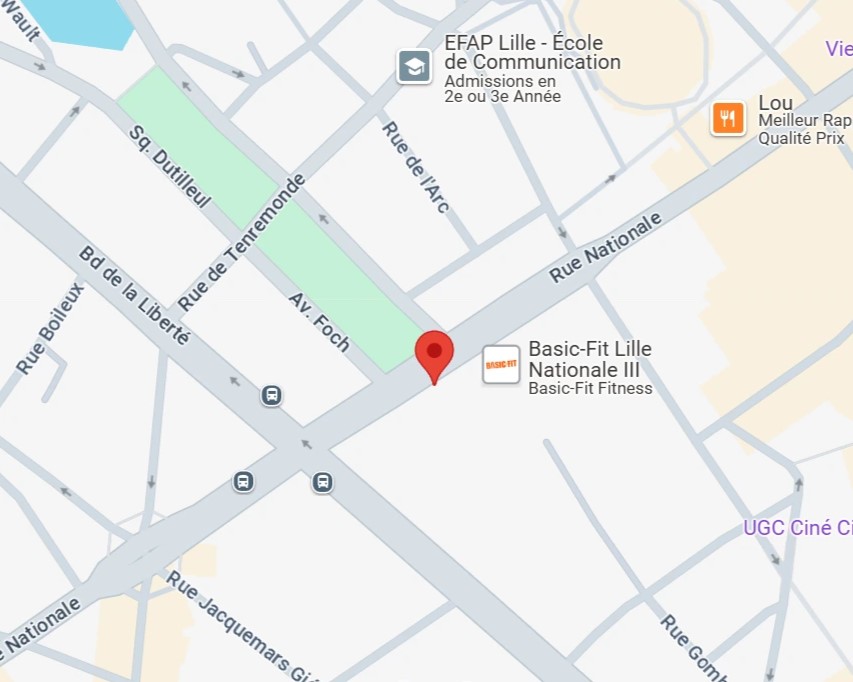 Wault
EFAP Lille - École
de Communication
Admissions en
2e ou 3e Année
Vie
Lou
Meilleur Rap
Qualité Prix
Sq. Dutilleul
Rue de l'Arc
Rue de Tenremonde
Rue Nationale
Bd de la Liberté
Av. Foch
Rue Boileux
BASIC-FIT
Basic-Fit Lille
Nationale III
Basic-Fit Fitness
UGC Ciné Ci
Rue Jacquemars Gi
e Nationale
Rue Gomb